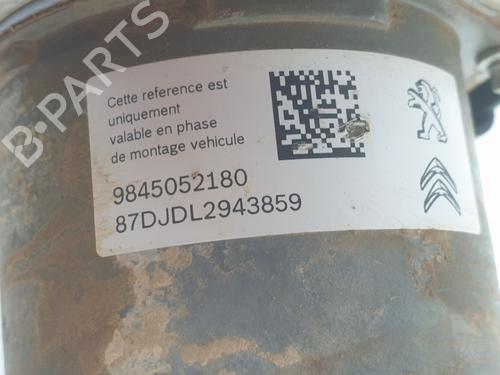 B-PARTS
Cette reference est
uniquement
valable en phase
de montage vehicule
9845052180
87DJDL2943859